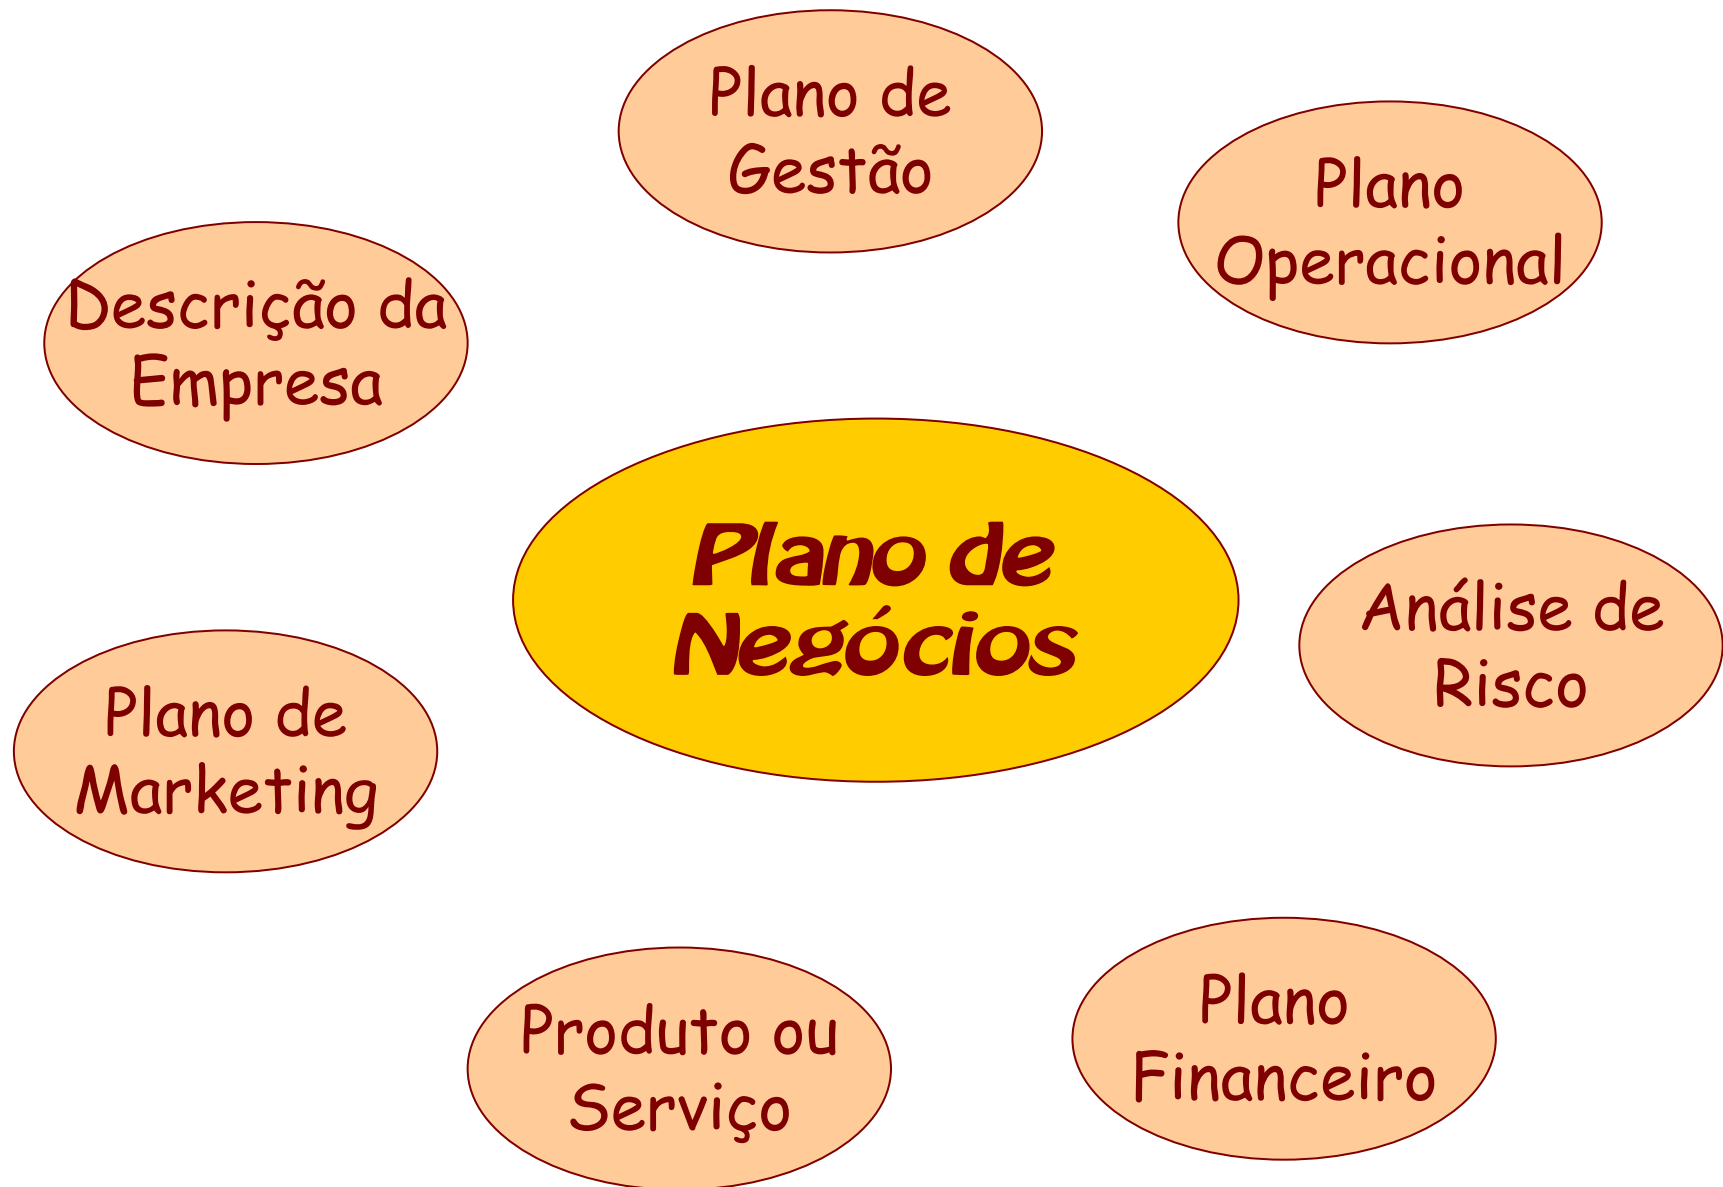 Plano de
Gestão
Plano
Operacional
Descrição da
Empresa
Plano de
Negócios
Análise de
Risco
Plano de
Marketing
Plano
Financeiro
Produto ou
Serviço